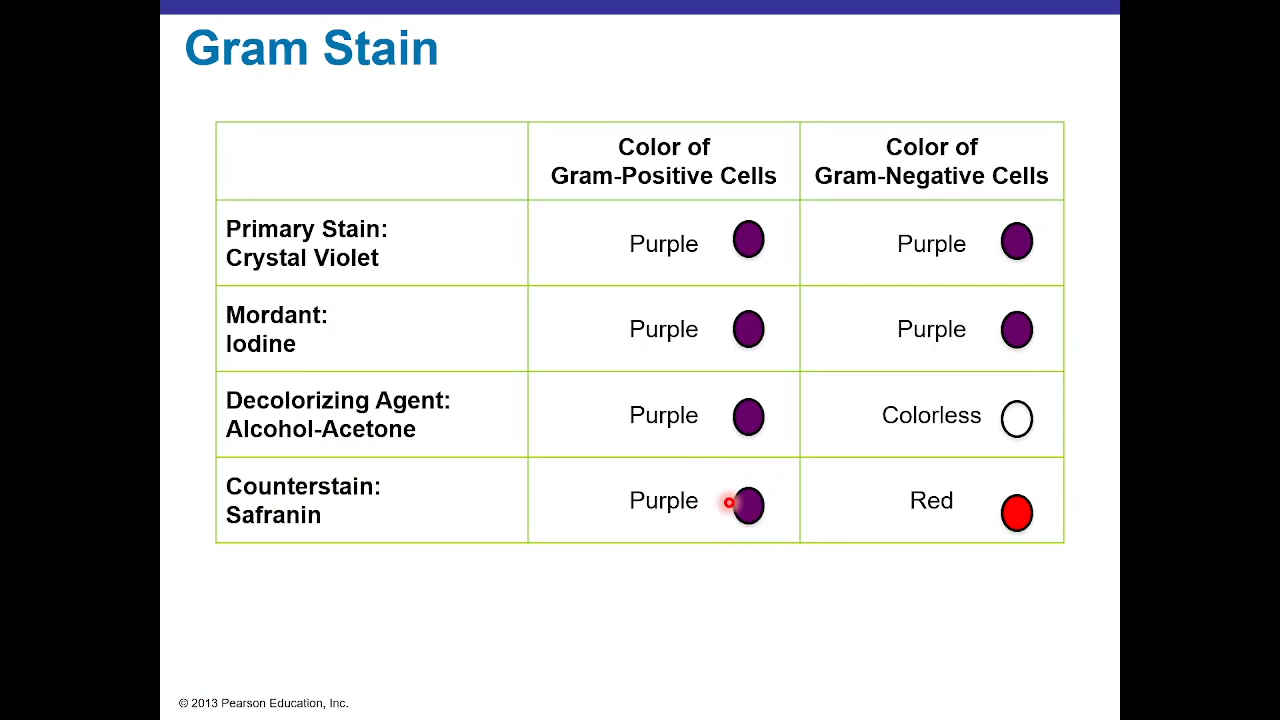 Gram Stain
Color of
Gram-Positive Cells
Color of
Gram-Negative Cells
Primary Stain:
Crystal Violet
Purple
Purple
Mordant:
Iodine
Purple
Purple
Decolorizing Agent:
Alcohol-Acetone
Purple
Colorless
Counterstain:
Safranin
Purple
Red
© 2013 Pearson Education, Inc.